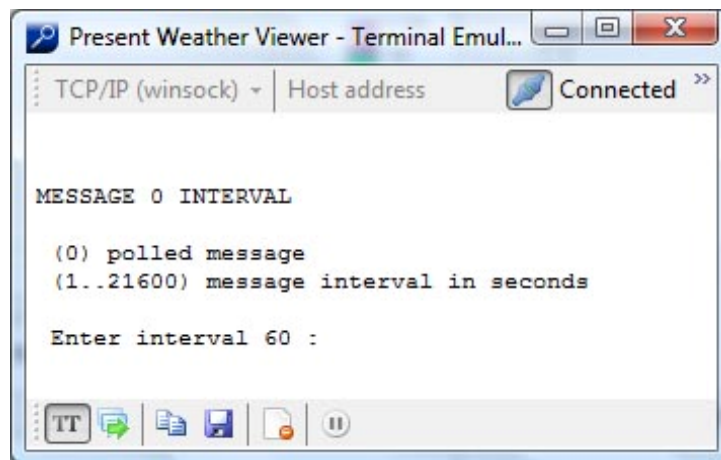 Present Weather Viewer - Terminal Emul...
TCP/IP (winsock) Host address Connected »
MESSAGE 0 INTERVAL
(0) polled message
(1..21600) message interval in seconds
Enter interval 60 :
TT